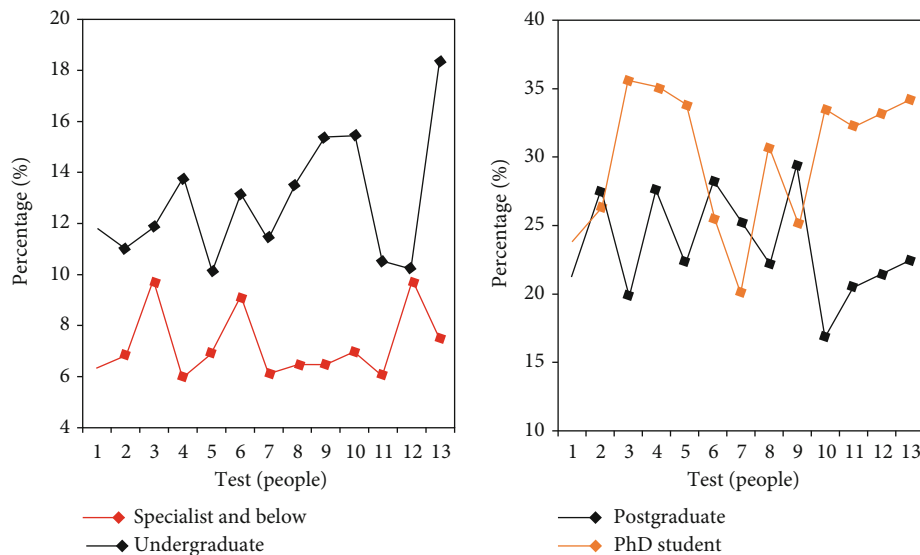 20
18
16
14
12
10
8
6
4
Percentage (%)
1 2 3 4 5 6 7 8 9 10 11 12 13
Test (people)
Specialist and below
Undergraduate
40
35
30
25
20
15
10
Percentage (%)
1 2 3 4 5 6 7 8 9 10 11 12 13
Test (people)
Postgraduate
PhD student